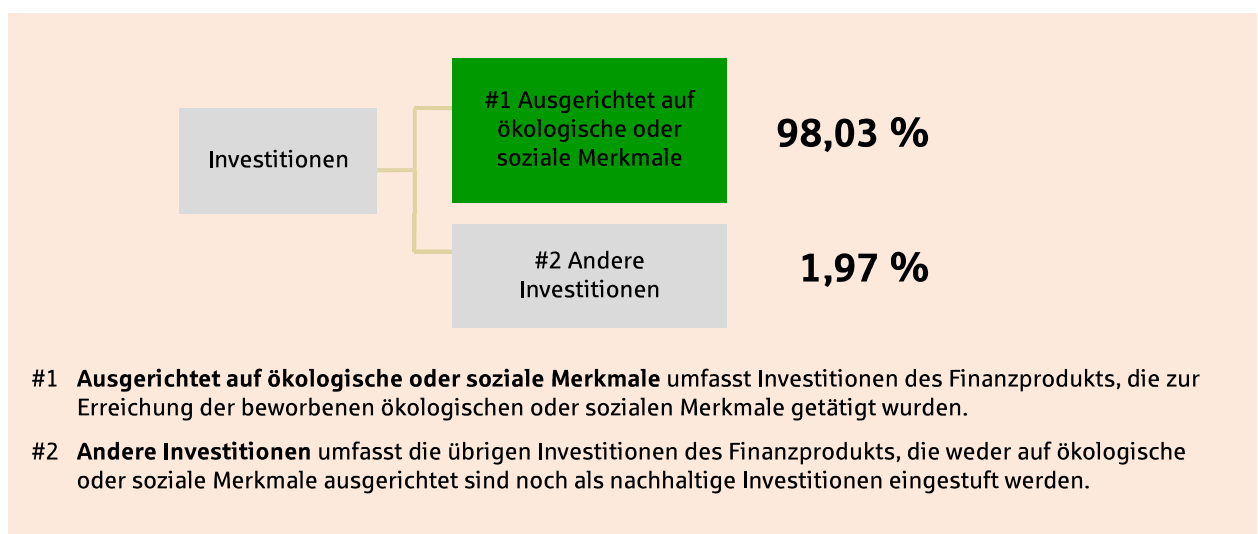 #1 Ausgerichtet auf
ökologische oder
soziale Merkmale
98,03 %
Investitionen
#2 Andere
Investitionen
1,97 %
#1 Ausgerichtet auf ökologische oder soziale Merkmale umfasst Investitionen des Finanzprodukts, die zur
Erreichung der beworbenen ökologischen oder sozialen Merkmale getätigt wurden.
#2 Andere Investitionen umfasst die übrigen Investitionen des Finanzprodukts, die weder auf ökologische
oder soziale Merkmale ausgerichtet sind noch als nachhaltige Investitionen eingestuft werden.